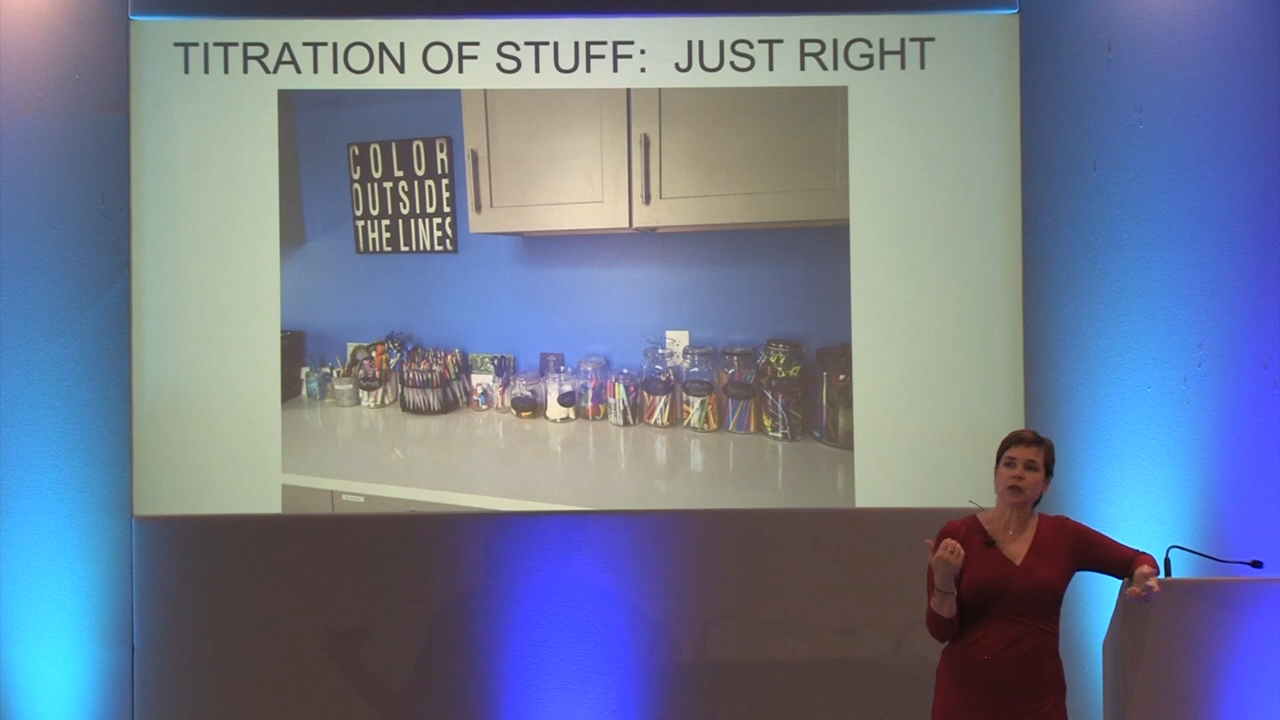 TITRATION OF STUFF: JUST RIGHT
COLOR
OUTSIDE
THE LINES